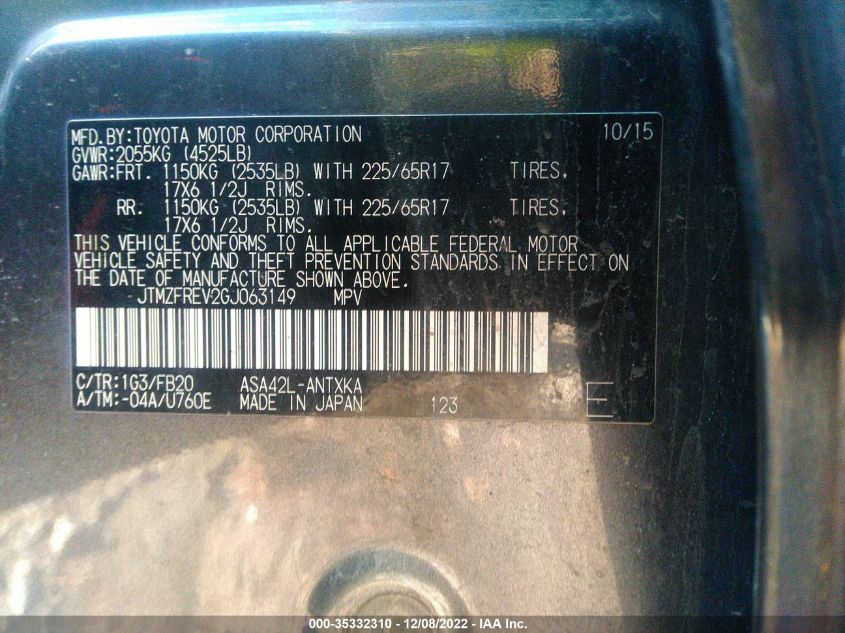 MFD.BY:TOYOTA MOTOR CORPORATION 10/15
GVWR:2055KG (4525LB)
GAWR:FRT. 1150KG (2535LB) WITH 225/65R17 TIRES,
17X6 1/2J RIMS.
RR. 1150KG (2535LB) WITH 225/65R17 TIRES,
17X6 1/2J RIMS.
THIS VEHICLE CONFORMS TO ALL APPLICABLE FEDERAL MOTOR
VEHICLE SAFETY AND THEFT PREVENTION STANDARDS IN EFFECT ON
THE DATE OF MANUFACTURE SHOWN ABOVE.
JTMZFREV2GJ063149 MPV
C/TR:1G3/FB20 ASA42L-ANTXKA
A/TM:-04A/U760E MADE IN JAPAN 123 E
000-35332310 - 12/08/2022 - IAA Inc.